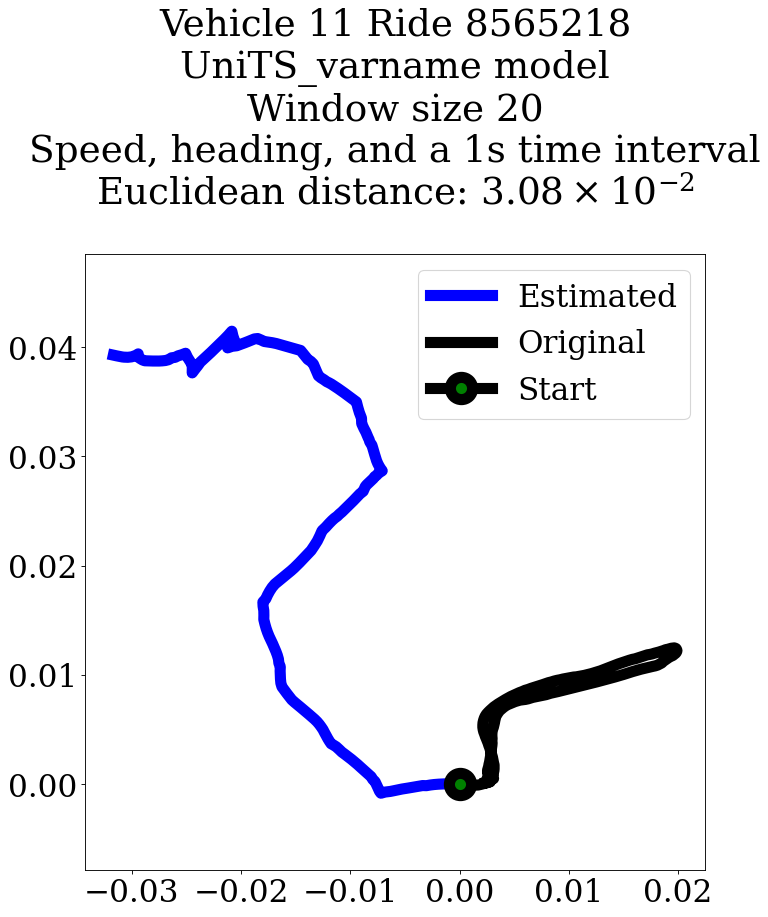 Vehicle 11 Ride 8565218
UniTS_varname model
Window size 20
Speed, heading, and a 1s time interval
Euclidean distance: 3.08 × 10⁻²
Estimated
Original
Start
0.04
0.03
0.02
0.01
0.00
−0.03 −0.02 −0.01 0.00 0.01 0.02